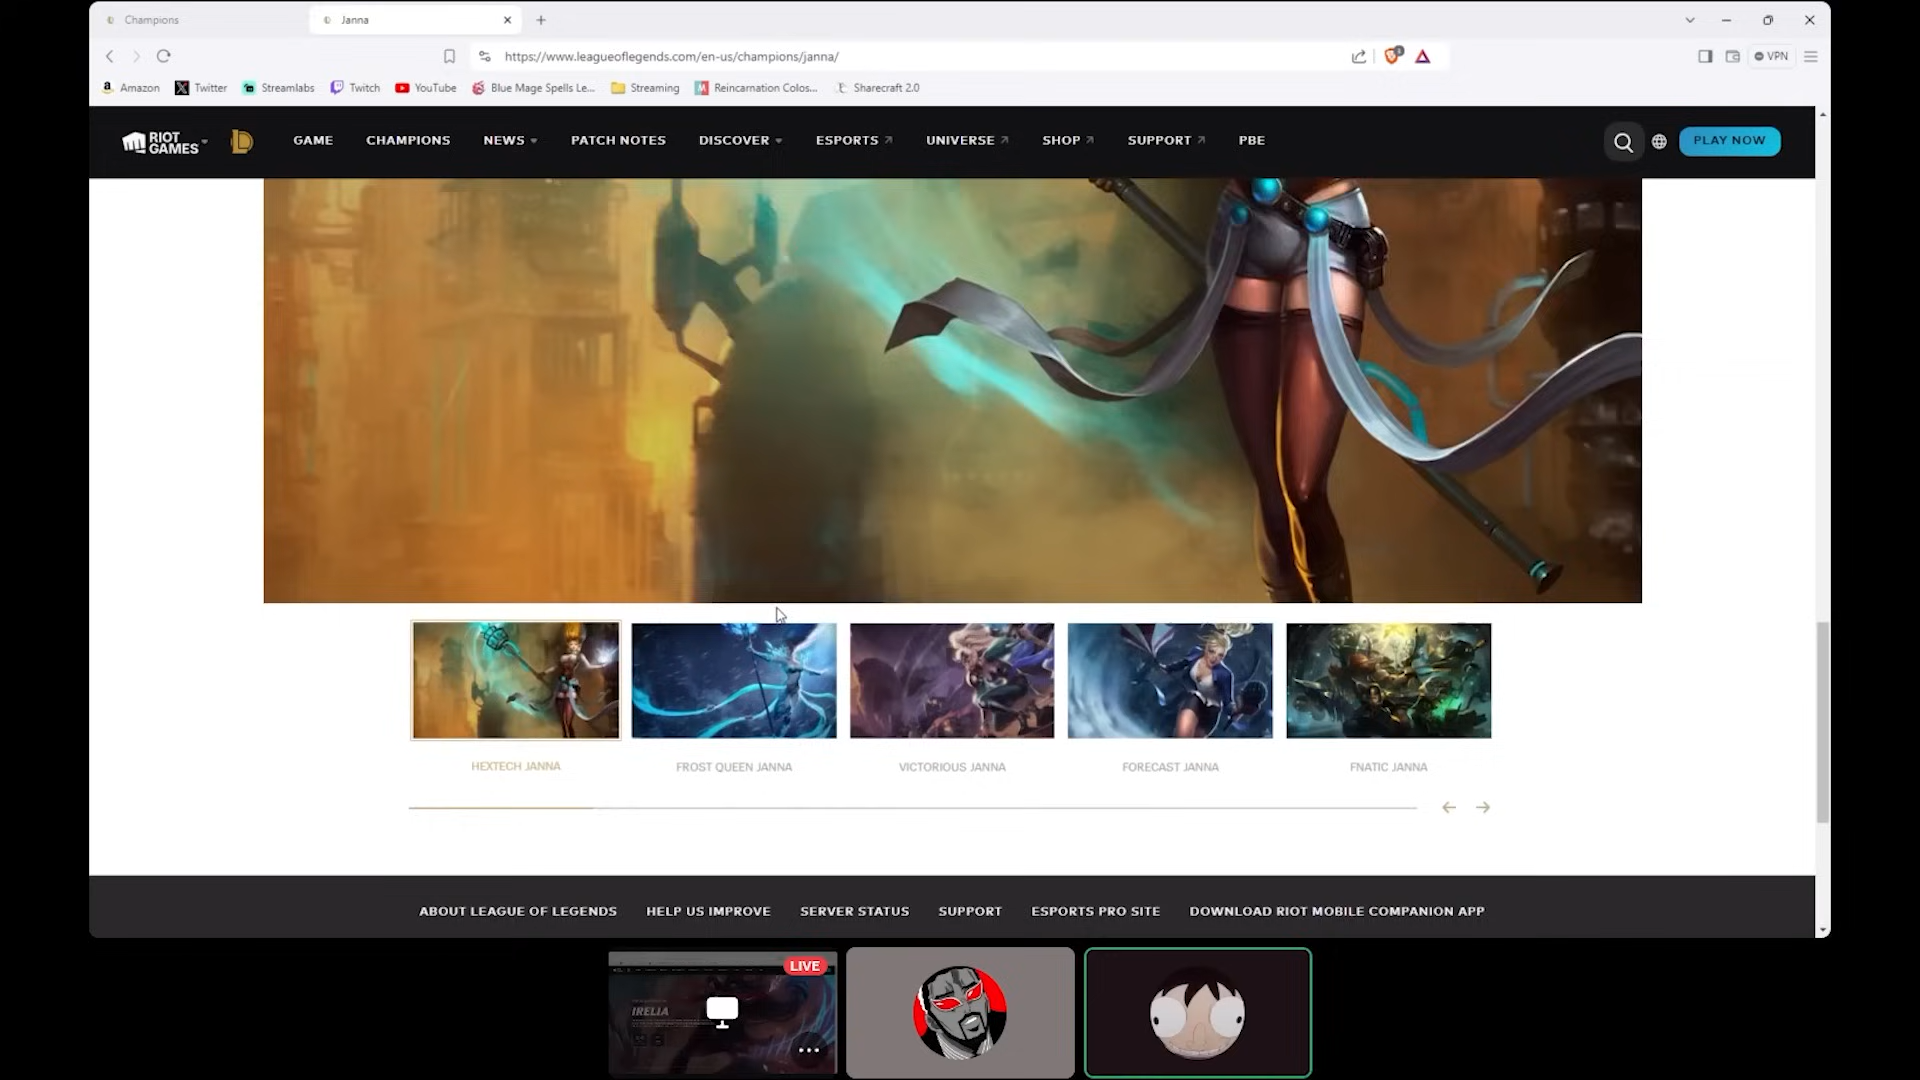 Champions
Janna
https://www.leagueoflegends.com/en-us/champions/janna/
VPN
Amazon
Twitter
Streamlabs
Twitch
YouTube
Blue Mage Spells Le...
Streaming
Reincarnation Colos...
Sharecraft 2.0
RIOT GAMES
GAME
CHAMPIONS
NEWS
PATCH NOTES
DISCOVER
ESPORTS
UNIVERSE
SHOP
SUPPORT
PBE
PLAY NOW
HEXTECH JANNA
FROST QUEEN JANNA
VICTORIOUS JANNA
FORECAST JANNA
FNATIC JANNA
ABOUT LEAGUE OF LEGENDS
HELP US IMPROVE
SERVER STATUS
SUPPORT
ESPORTS PRO SITE
DOWNLOAD RIOT MOBILE COMPANION APP
LIVE
IRELIA